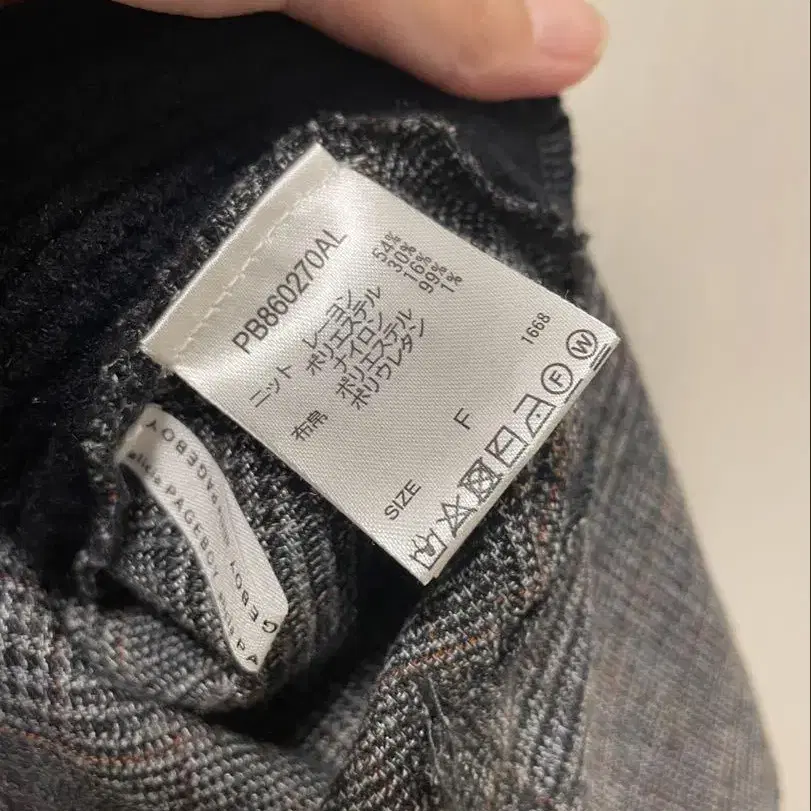 PB860270AL
ニット レーヨン 54%
ポリエステル 30%
ナイロン 16%
布帛 ポリエステル 99%
ポリウレタン 1%
SIZE F
1668
F
W
PAGEBOY
PAGEBOY
GEBOY